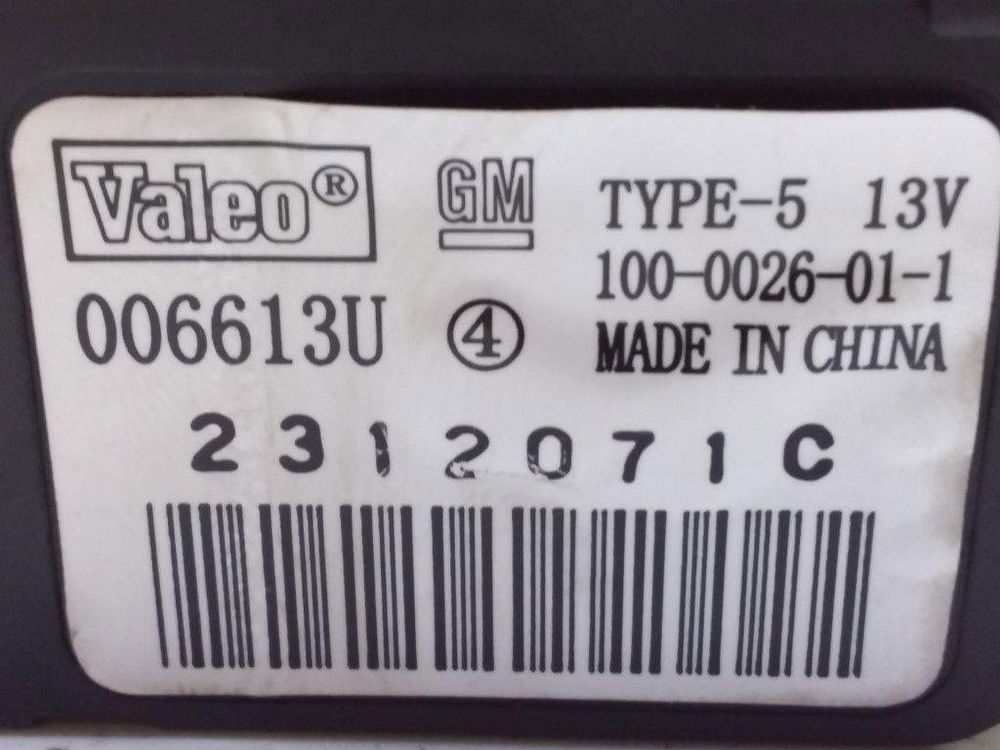 Valeo®
GM
TYPE-5 13V
100-0026-01-1
006613U ④ MADE IN CHINA
2312071C